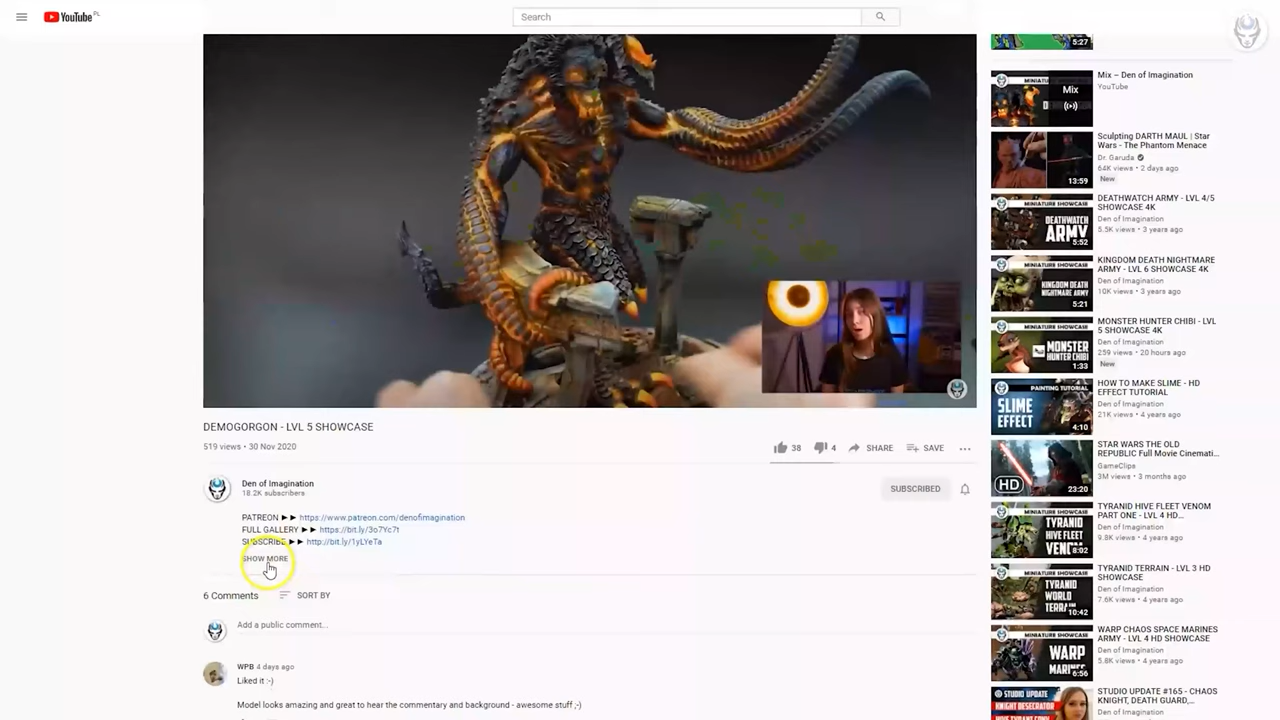 YouTube PL
Search
DEMOGORGON - LVL 5 SHOWCASE
519 views • 30 Nov 2020
38
4
SHARE
SAVE
Den of Imagination
18.2K subscribers
SUBSCRIBED
PATREON ►► https://www.patreon.com/denofimagination
FULL GALLERY ►► https://bit.ly/3o7Yc7t
SUBSCRIBE ►► http://bit.ly/1yLYeTa
SHOW MORE
6 Comments
SORT BY
Add a public comment...
WPB 4 days ago
Liked it :-)
Model looks amazing and great to hear the commentary and background - awesome stuff ;-)
5:27
MINIATU
Mix
Mix – Den of Imagination
YouTube
13:59
Sculpting DARTH MAUL | Star
Wars - The Phantom Menace
Dr. Garuda
64K views • 2 days ago
New
MINIATURE SHOWCASE
DEATHWATCH
ARMY
5:52
DEATHWATCH ARMY - LVL 4/5
SHOWCASE 4K
Den of Imagination
5.5K views • 3 years ago
MINIATURE SHOWCASE
KINGDOM DEATH
NIGHTMARE
ARMY
5:21
KINGDOM DEATH NIGHTMARE
ARMY - LVL 6 SHOWCASE 4K
Den of Imagination
10K views • 3 years ago
MINIATURE SHOWCASE
MONSTER
HUNTER
CHIBI
1:33
MONSTER HUNTER CHIBI - LVL
5 SHOWCASE 4K
Den of Imagination
259 views • 20 hours ago
New
PAINTING TUTORIAL
SLIME
EFFECT
4:10
HOW TO MAKE SLIME - HD
EFFECT TUTORIAL
Den of Imagination
21K views • 4 years ago
HD
23:20
STAR WARS THE OLD
REPUBLIC Full Movie Cinemati...
GameClips
3M views • 3 months ago
MINIATURE SHOWCASE
TYRANID
HIVE FLEET
VENOM
8:02
TYRANID HIVE FLEET VENOM
PART ONE - LVL 4 HD...
Den of Imagination
9.8K views • 4 years ago
MINIATURE SHOWCASE
TYRANID
WORLD
TERRA
10:42
TYRANID TERRAIN - LVL 3 HD
SHOWCASE
Den of Imagination
7.6K views • 4 years ago
MINIATURE SHOWCASE
WARP
MARINES
6:56
WARP CHAOS SPACE MARINES
ARMY - LVL 4 HD SHOWCASE
Den of Imagination
5.8K views • 4 years ago
STUDIO UPDATE
KNIGHT DESECRATOR
STUDIO UPDATE #165 - CHAOS
KNIGHT, DEATH GUARD,...
Den of Imagination